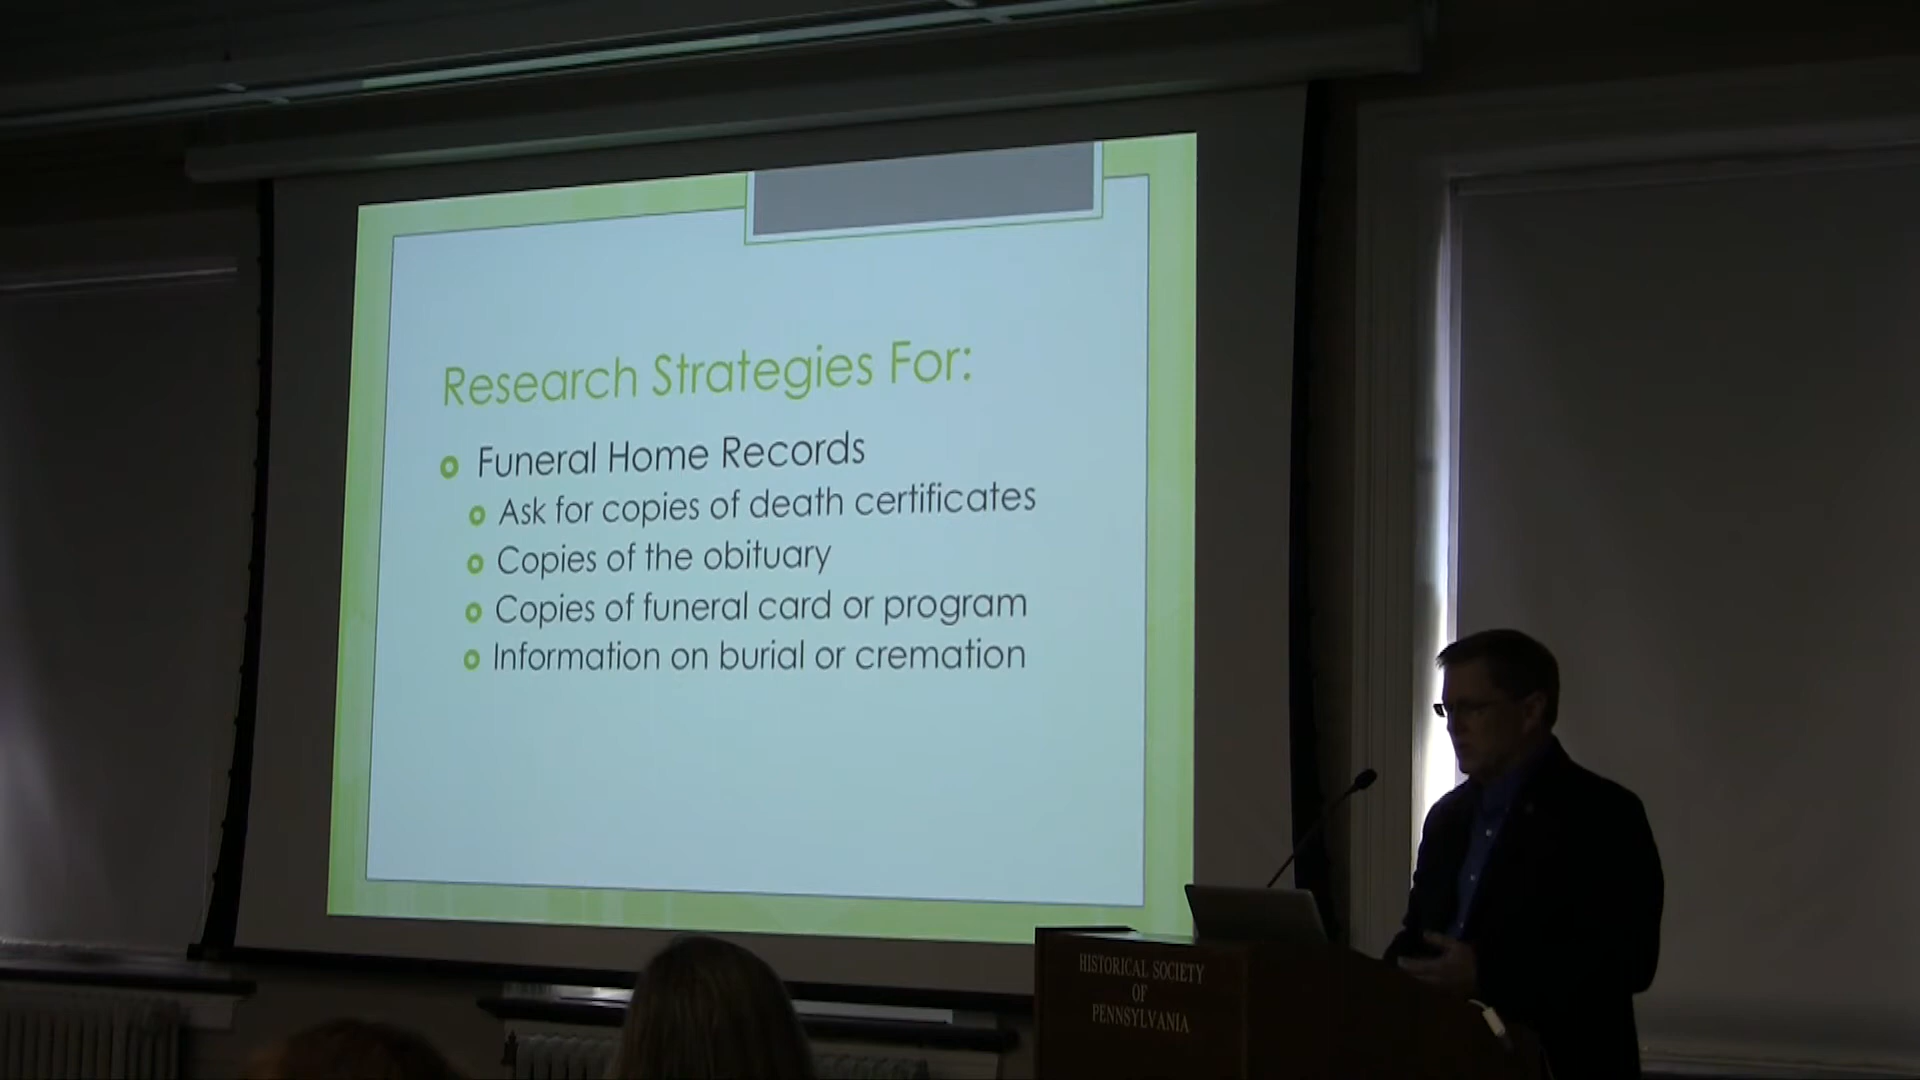 Research Strategies For:
Funeral Home Records
Ask for copies of death certificates
Copies of the obituary
Copies of funeral card or program
Information on burial or cremation
HISTORICAL SOCIETY
OF
PENNSYLVANIA